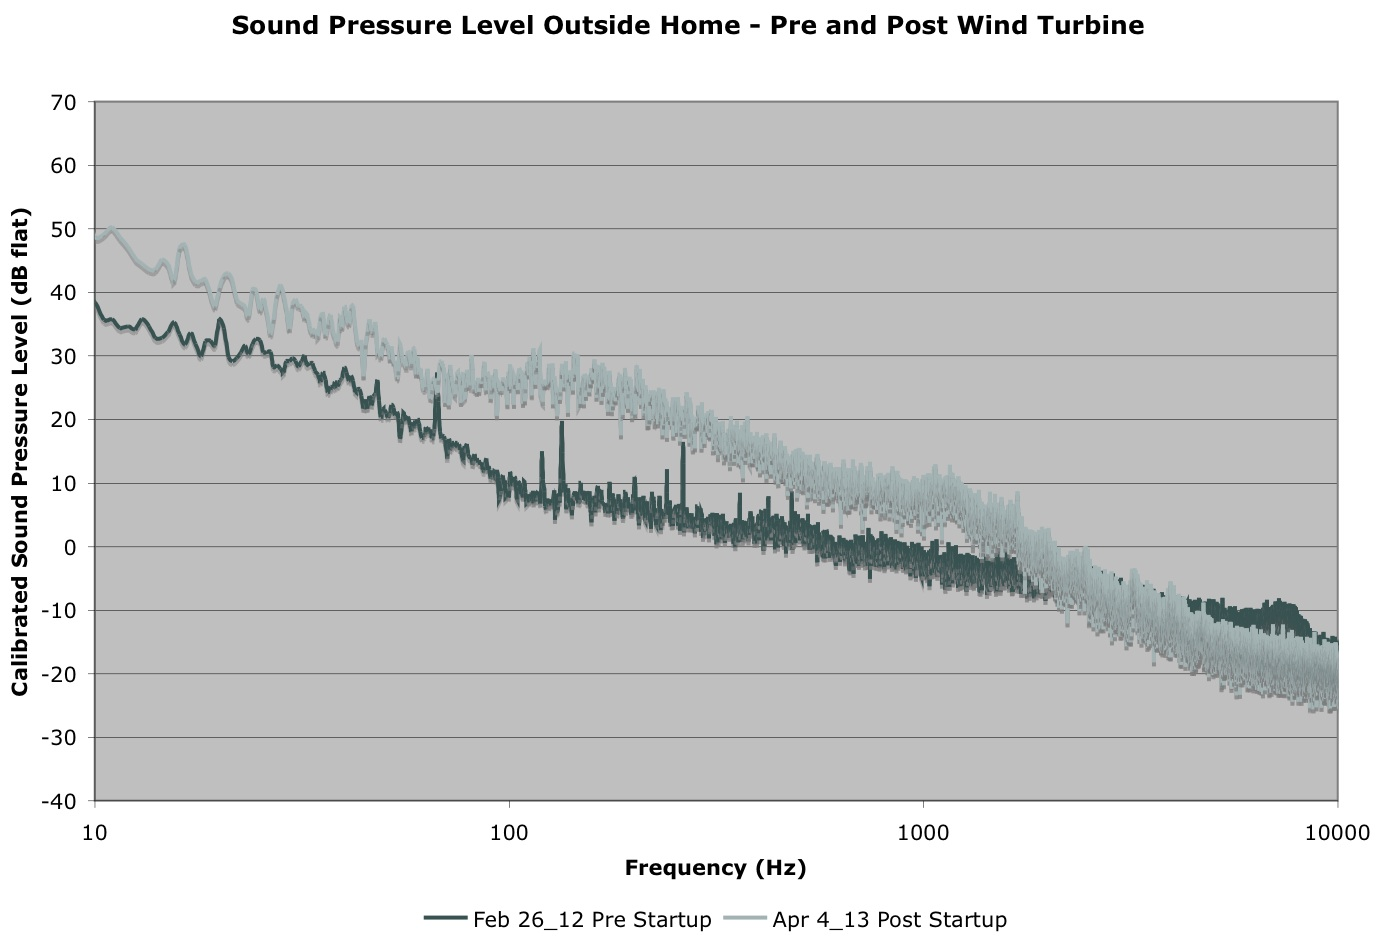 Sound Pressure Level Outside Home - Pre and Post Wind Turbine
Calibrated Sound Pressure Level (dB flat)
70
60
50
40
30
20
10
0
-10
-20
-30
-40
10 100 1000 10000
Frequency (Hz)
Feb 26_12 Pre Startup Apr 4_13 Post Startup